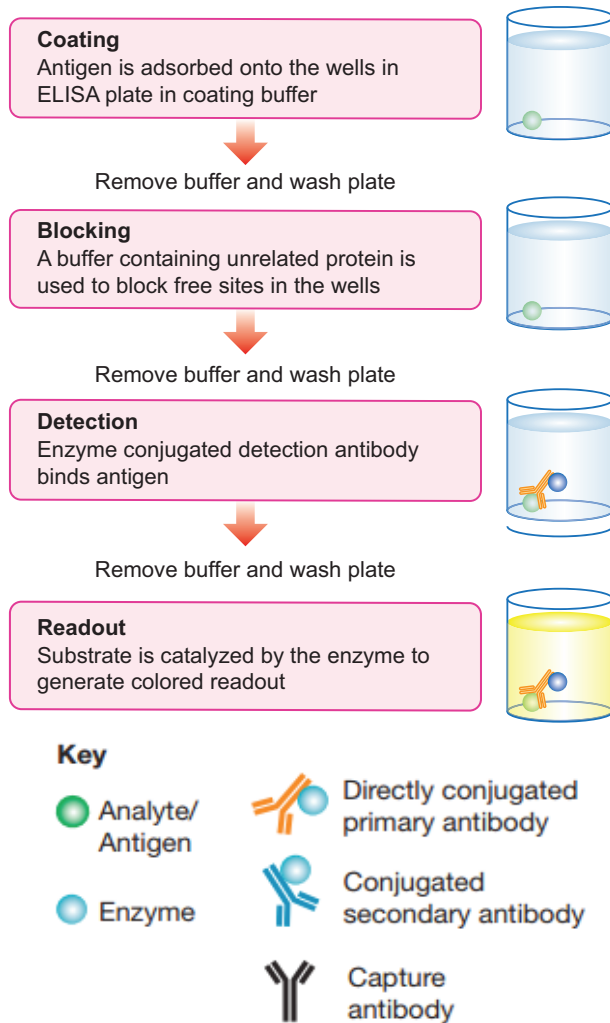 Coating
Antigen is adsorbed onto the wells in
ELISA plate in coating buffer
Remove buffer and wash plate
Blocking
A buffer containing unrelated protein is
used to block free sites in the wells
Remove buffer and wash plate
Detection
Enzyme conjugated detection antibody
binds antigen
Remove buffer and wash plate
Readout
Substrate is catalyzed by the enzyme to
generate colored readout
Key
Analyte/
Antigen
Enzyme
Directly conjugated
primary antibody
Conjugated
secondary antibody
Capture
antibody